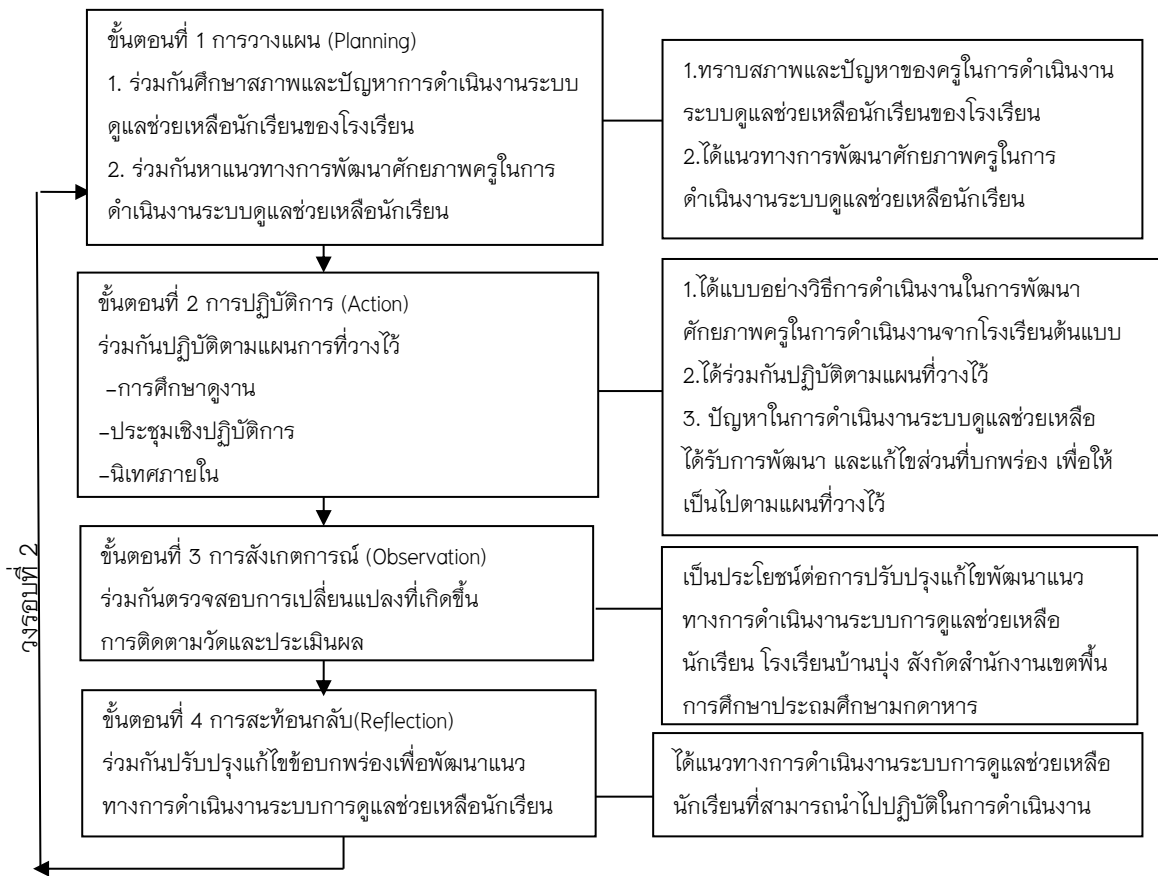 ขั้นตอนที่ 1 การวางแผน (Planning)
1. ร่วมกันศึกษาสภาพและปัญหาการดำเนินงานระบบ
ดูแลช่วยเหลือนักเรียนของโรงเรียน
2. ร่วมกันหาแนวทางการพัฒนาศักยภาพครูในการ
ดำเนินงานระบบดูแลช่วยเหลือนักเรียน
1.ทราบสภาพและปัญหาของครูในการดำเนินงาน
ระบบดูแลช่วยเหลือนักเรียนของโรงเรียน
2.ได้แนวทางการพัฒนาศักยภาพครูในการ
ดำเนินงานระบบดูแลช่วยเหลือนักเรียน
ขั้นตอนที่ 2 การปฏิบัติการ (Action)
ร่วมกันปฏิบัติตามแผนการที่วางไว้
–การศึกษาดูงาน
–ประชุมเชิงปฏิบัติการ
–นิเทศภายใน
1.ได้แบบอย่างวิธีการดำเนินงานในการพัฒนา
ศักยภาพครูในการดำเนินงานจากโรงเรียนต้นแบบ
2.ได้ร่วมกันปฏิบัติตามแผนที่วางไว้
3. ปัญหาในการดำเนินงานระบบดูแลช่วยเหลือ
ได้รับการพัฒนา และแก้ไขส่วนที่บกพร่อง เพื่อให้
เป็นไปตามแผนที่วางไว้
ขั้นตอนที่ 3 การสังเกตการณ์ (Observation)
ร่วมกันตรวจสอบการเปลี่ยนแปลงที่เกิดขึ้น
การติดตามวัดและประเมินผล
เป็นประโยชน์ต่อการปรับปรุงแก้ไขพัฒนาแนว
ทางการดำเนินงานระบบการดูแลช่วยเหลือ
นักเรียน โรงเรียนบ้านบุ่ง สังกัดสำนักงานเขตพื้น
การศึกษาประถมศึกษามกดาหาร
ขั้นตอนที่ 4 การสะท้อนกลับ(Reflection)
ร่วมกันปรับปรุงแก้ไขข้อบกพร่องเพื่อพัฒนาแนว
ทางการดำเนินงานระบบการดูแลช่วยเหลือนักเรียน
ได้แนวทางการดำเนินงานระบบการดูแลช่วยเหลือ
นักเรียนที่สามารถนำไปปฏิบัติในการดำเนินงาน
วงรอบที่ 2